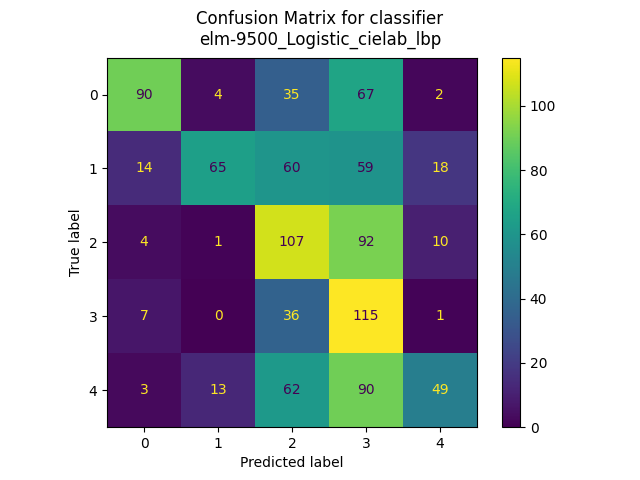 Confusion Matrix for classifier
elm-9500_Logistic_cielab_lbp
True label
0 90 4 35 67 2
1 14 65 60 59 18
2 4 1 107 92 10
3 7 0 36 115 1
4 3 13 62 90 49
0 1 2 3 4
Predicted label
100
80
60
40
20
0